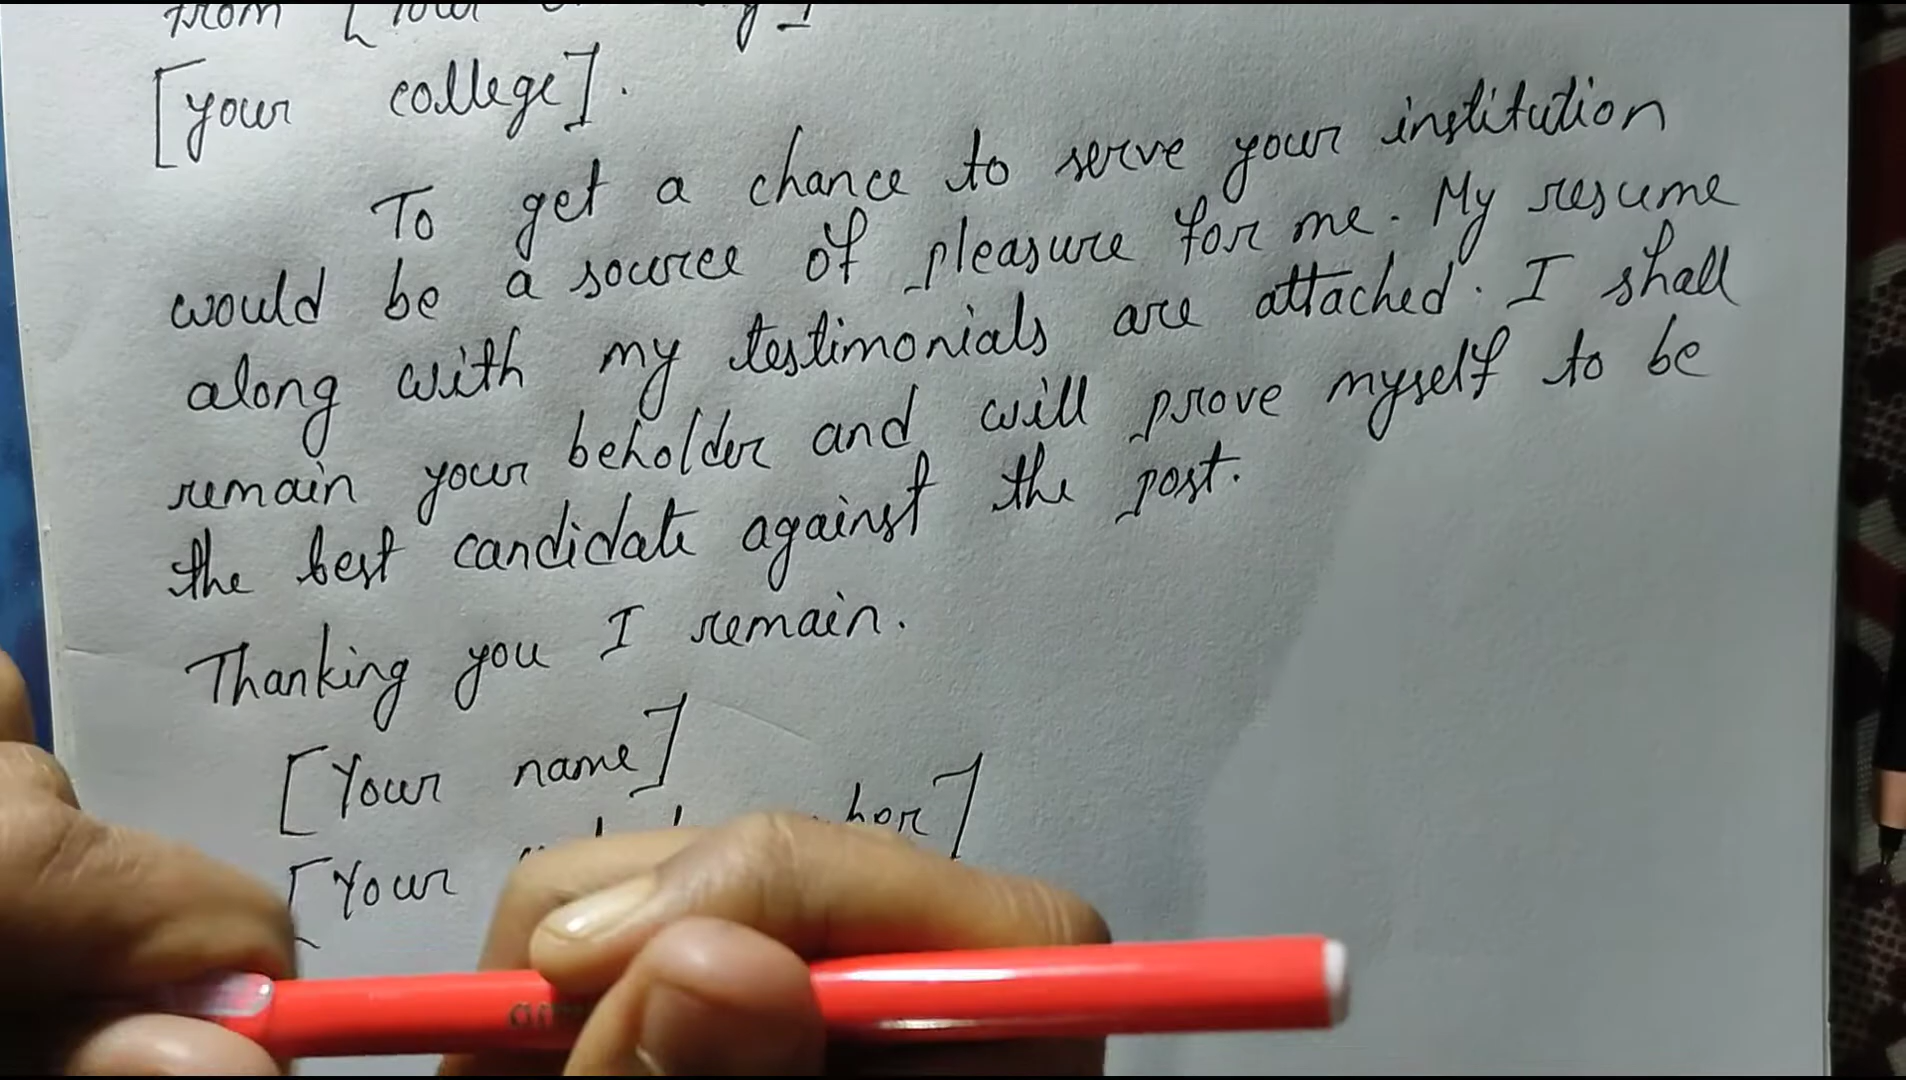 from [Your
[your college].
To get a chance to serve your institution
would be a source of pleasure for me. My resume
along with my testimonials are attached. I shall
remain your beholder and will prove myself to be
the best candidate against the post.
Thanking you I remain.
[Your name]
[Your